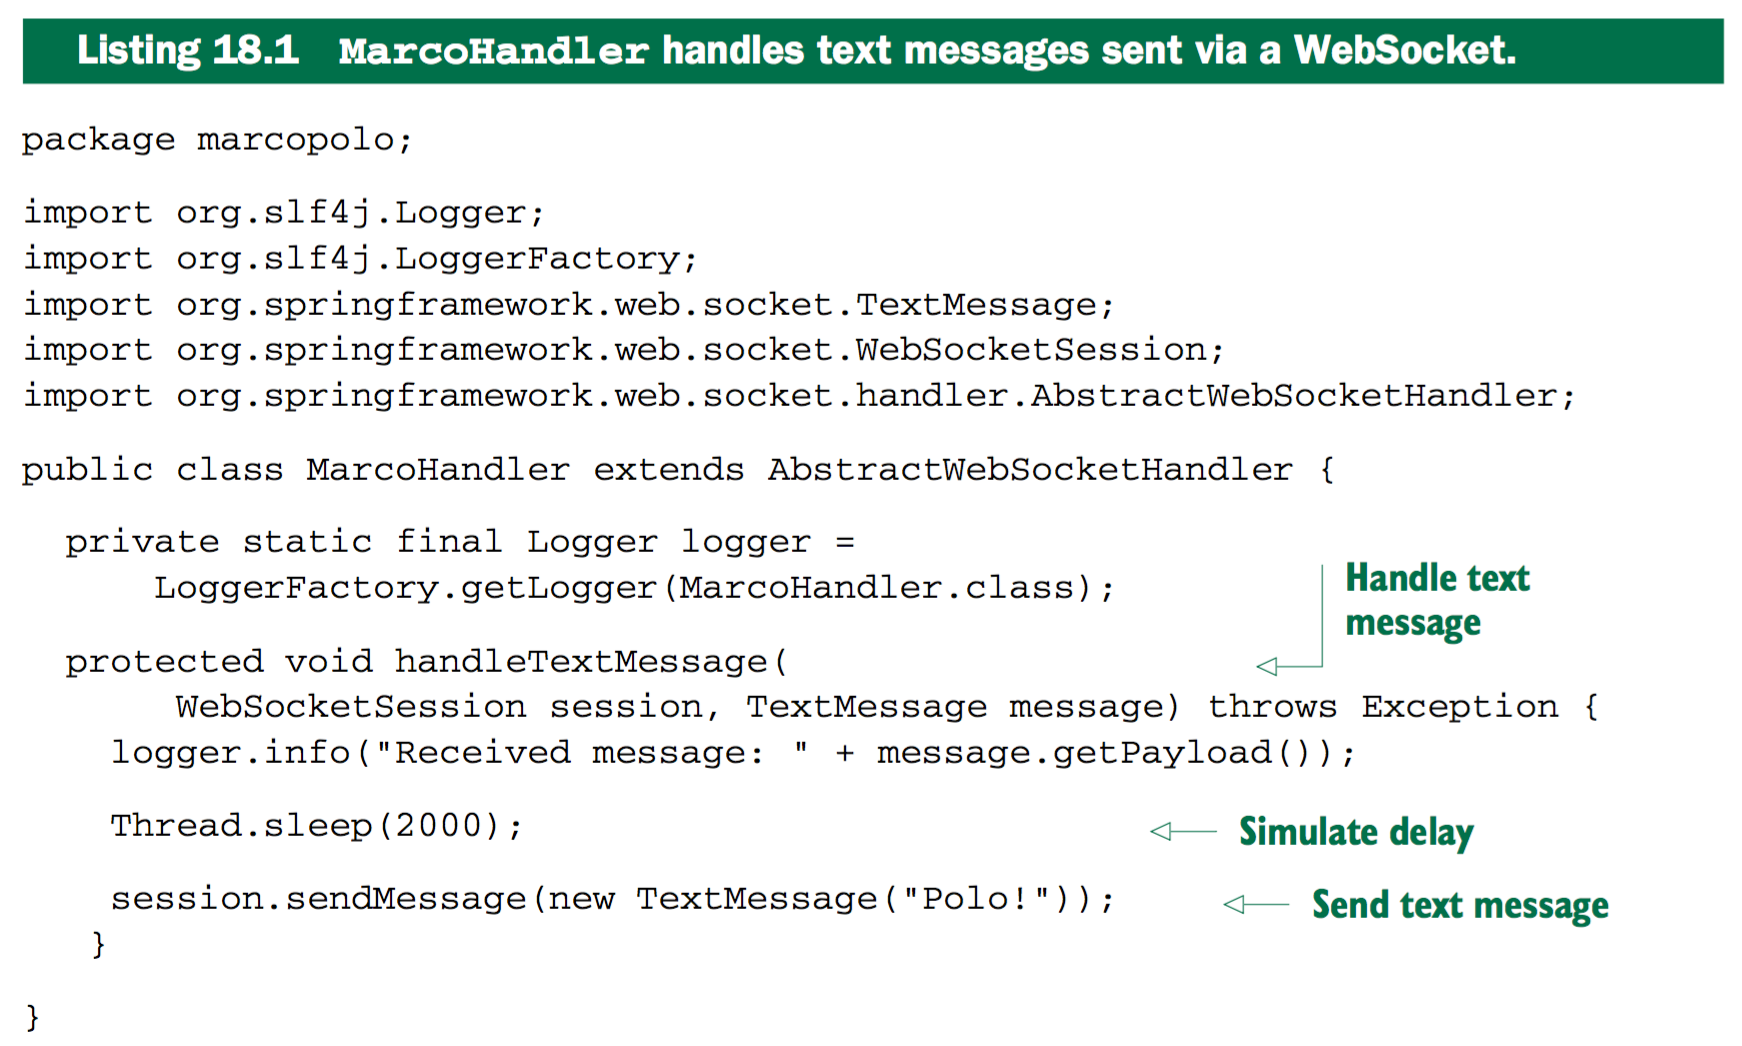 Listing 18.1 MarcoHandler handles text messages sent via a WebSocket.
package marcopolo;
import org.slf4j.Logger;
import org.slf4j.LoggerFactory;
import org.springframework.web.socket.TextMessage;
import org.springframework.web.socket.WebSocketSession;
import org.springframework.web.socket.handler.AbstractWebSocketHandler;
public class MarcoHandler extends AbstractWebSocketHandler {
private static final Logger logger =
LoggerFactory.getLogger(MarcoHandler.class);
Handle text
message
protected void handleTextMessage(
WebSocketSession session, TextMessage message) throws Exception {
logger.info("Received message: " + message.getPayload());
Thread.sleep(2000);
Simulate delay
session.sendMessage(new TextMessage("Polo!"));
Send text message
}
}